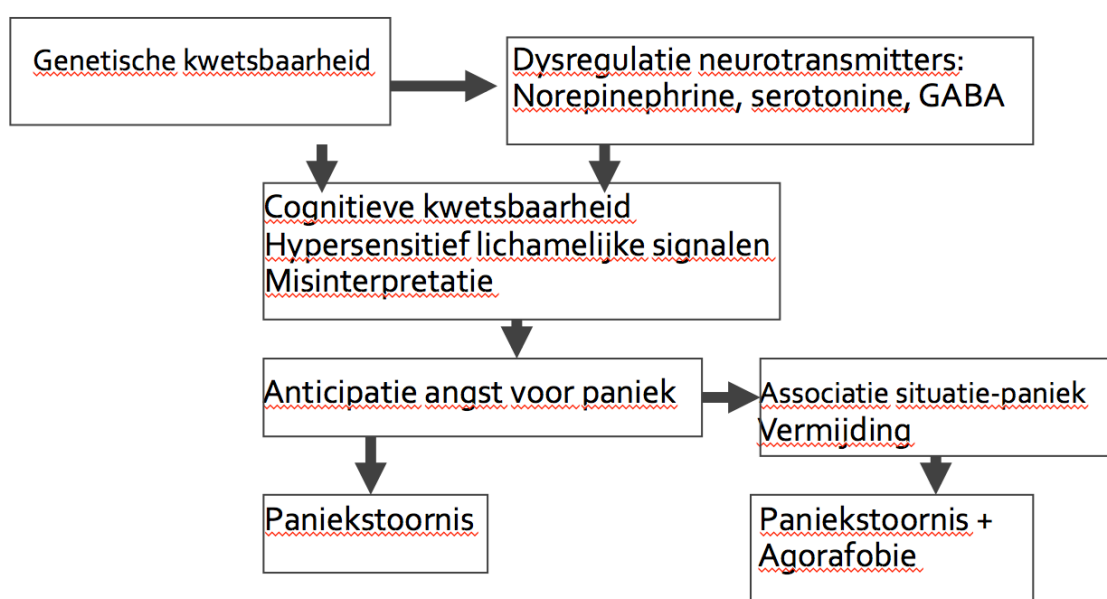 Genetische kwetsbaarheid
Dysregulatie neurotransmitters:
Norepinephrine, serotonine, GABA
Cognitieve kwetsbaarheid
Hypersensitief lichamelijke signalen
Misinterpretatie
Anticipatie angst voor paniek
Associatie situatie-paniek
Vermijding
Paniekstoornis
Paniekstoornis +
Agorafobie